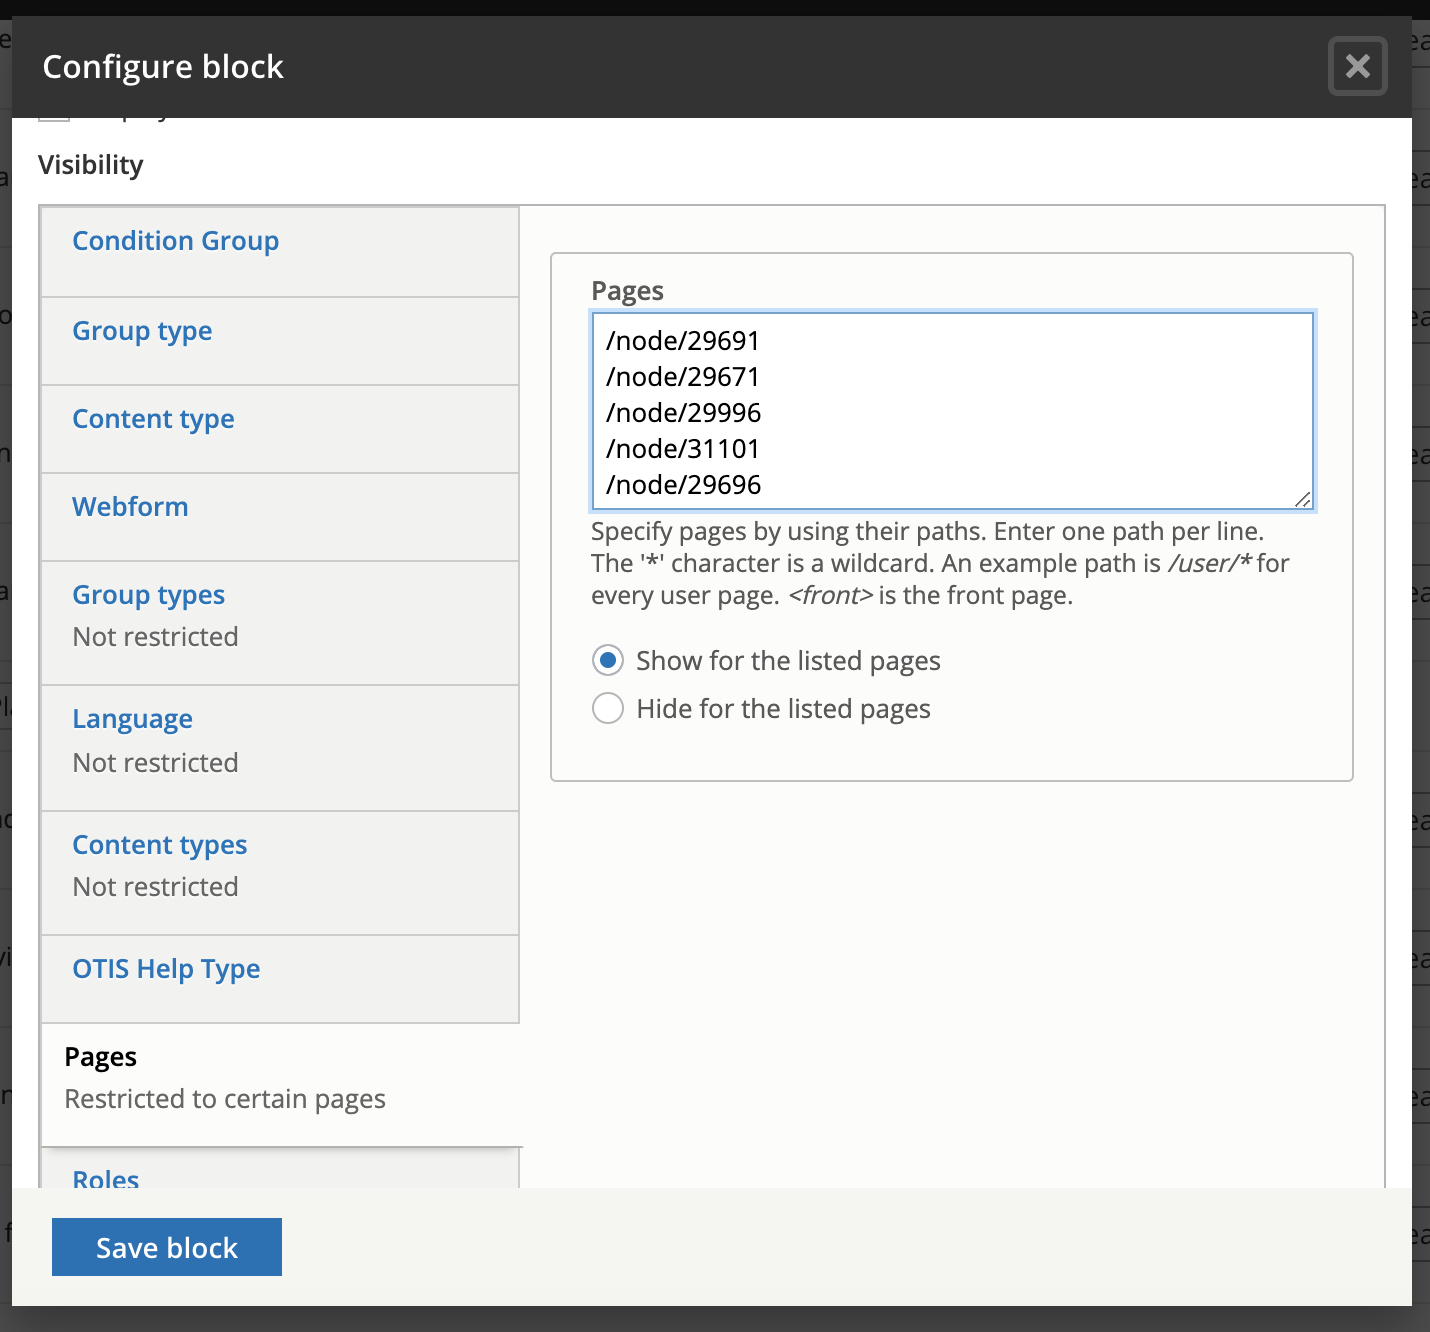 Configure block
Visibility
Condition Group
Group type
Content type
Webform
Group types
Not restricted
Language
Not restricted
Content types
Not restricted
OTIS Help Type
Pages
Restricted to certain pages
Roles
Pages
/node/29691
/node/29671
/node/29996
/node/31101
/node/29696
Specify pages by using their paths. Enter one path per line.
The '*' character is a wildcard. An example path is /user/* for
every user page. <front> is the front page.
Show for the listed pages
Hide for the listed pages
Save block